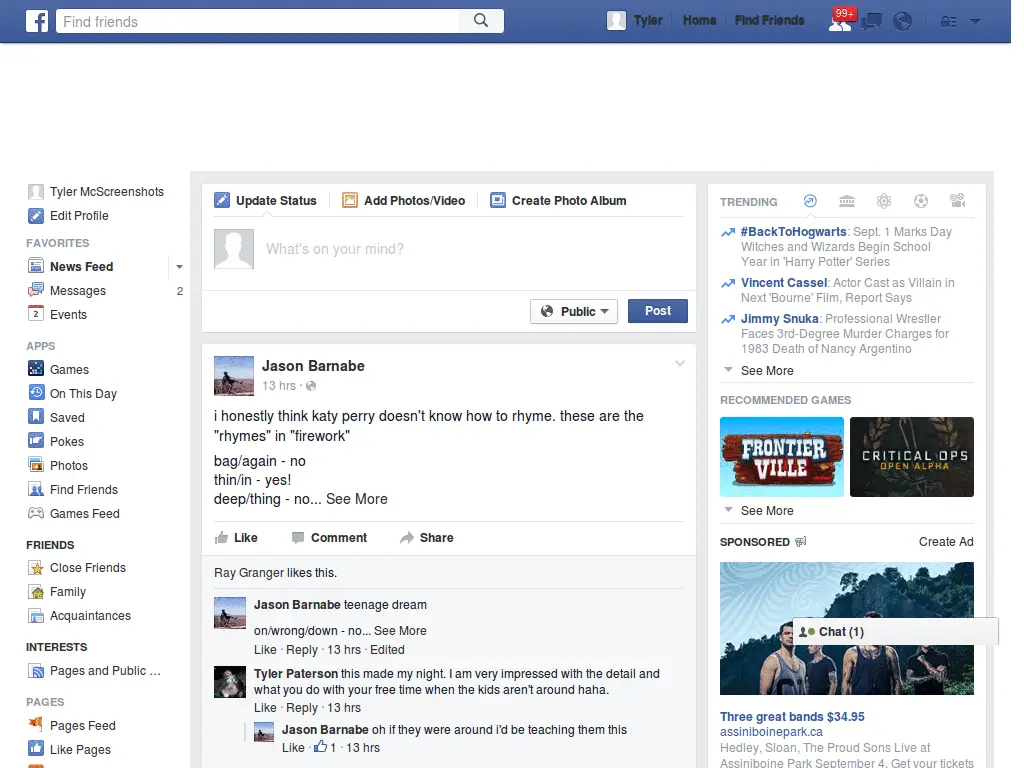 f Find friends
Tyler Home Find Friends 99+
Tyler McScreenshots
Edit Profile
FAVORITES
News Feed
Messages 2
2 Events
APPS
Games
On This Day
Saved
Pokes
Photos
Find Friends
Games Feed
FRIENDS
Close Friends
Family
Acquaintances
INTERESTS
Pages and Public ...
PAGES
Pages Feed
Like Pages
Update Status Add Photos/Video Create Photo Album
What's on your mind?
Public Post
Jason Barnabe
13 hrs ·
i honestly think katy perry doesn't know how to rhyme. these are the
"rhymes" in "firework"
bag/again - no
thin/in - yes!
deep/thing - no... See More
Like Comment Share
Ray Granger likes this.
Jason Barnabe teenage dream
on/wrong/down - no... See More
Like · Reply · 13 hrs · Edited
Tyler Paterson this made my night. I am very impressed with the detail and
what you do with your free time when the kids aren't around haha.
Like · Reply · 13 hrs
Jason Barnabe oh if they were around i'd be teaching them this
Like · 1 · 13 hrs
TRENDING
#BackToHogwarts: Sept. 1 Marks Day
Witches and Wizards Begin School
Year in 'Harry Potter' Series
Vincent Cassel: Actor Cast as Villain in
Next 'Bourne' Film, Report Says
Jimmy Snuka: Professional Wrestler
Faces 3rd-Degree Murder Charges for
1983 Death of Nancy Argentino
See More
RECOMMENDED GAMES
FRONTIER
VILLE
CRITICAL OPS
OPEN ALPHA
See More
SPONSORED Create Ad
Chat (1)
Three great bands $34.95
assiniboinepark.ca
Hedley, Sloan, The Proud Sons Live at
Assiniboine Park September 4. Get your tickets